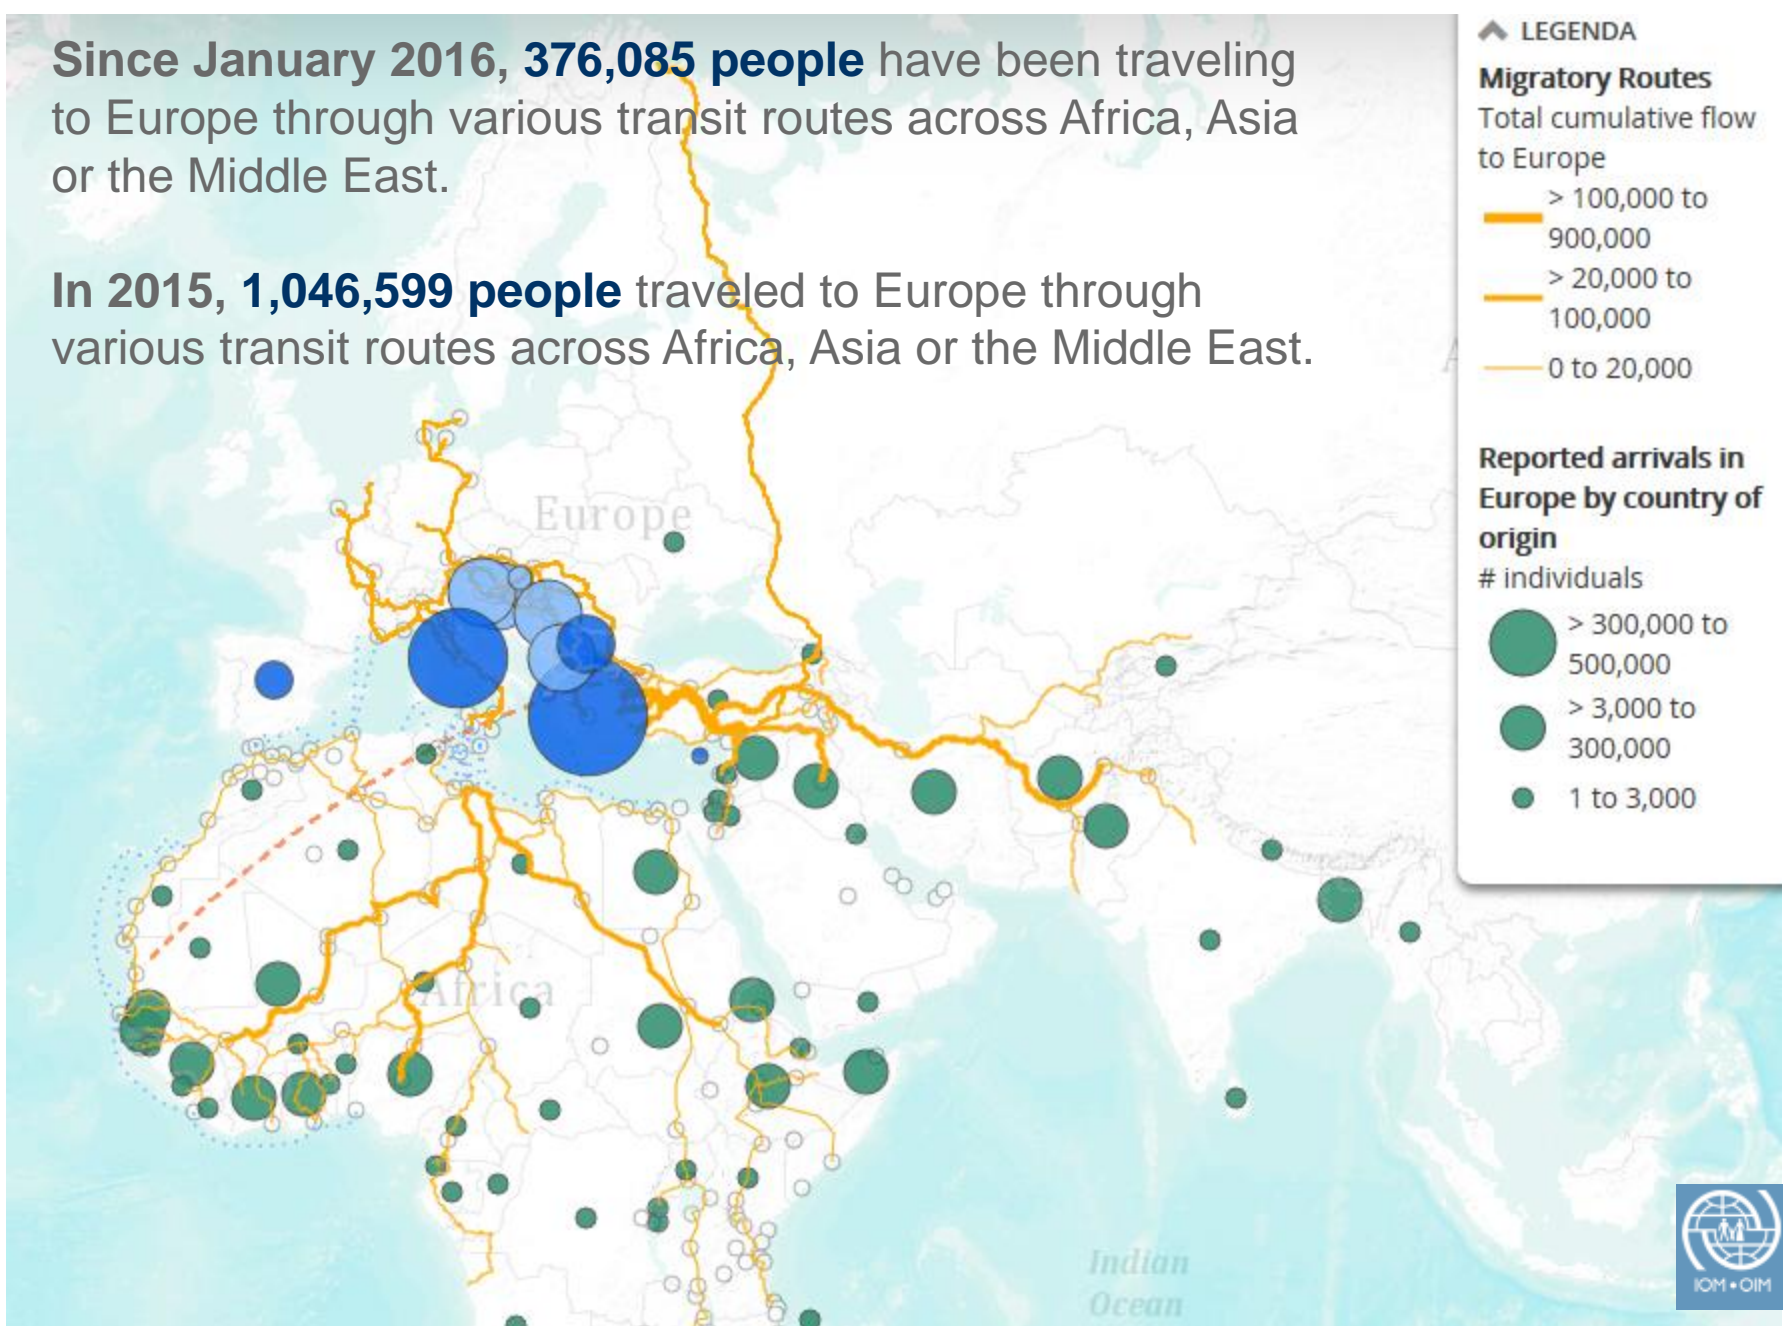 Since January 2016, 376,085 people have been traveling
to Europe through various transit routes across Africa, Asia
or the Middle East.
In 2015, 1,046,599 people traveled to Europe through
various transit routes across Africa, Asia or the Middle East.
LEGENDA
Migratory Routes
Total cumulative flow
to Europe
> 100,000 to
900,000
> 20,000 to
100,000
0 to 20,000
Reported arrivals in
Europe by country of
origin
# individuals
> 300,000 to
500,000
> 3,000 to
300,000
1 to 3,000
Europe
Africa
Indian
Ocean
IOM • OIM